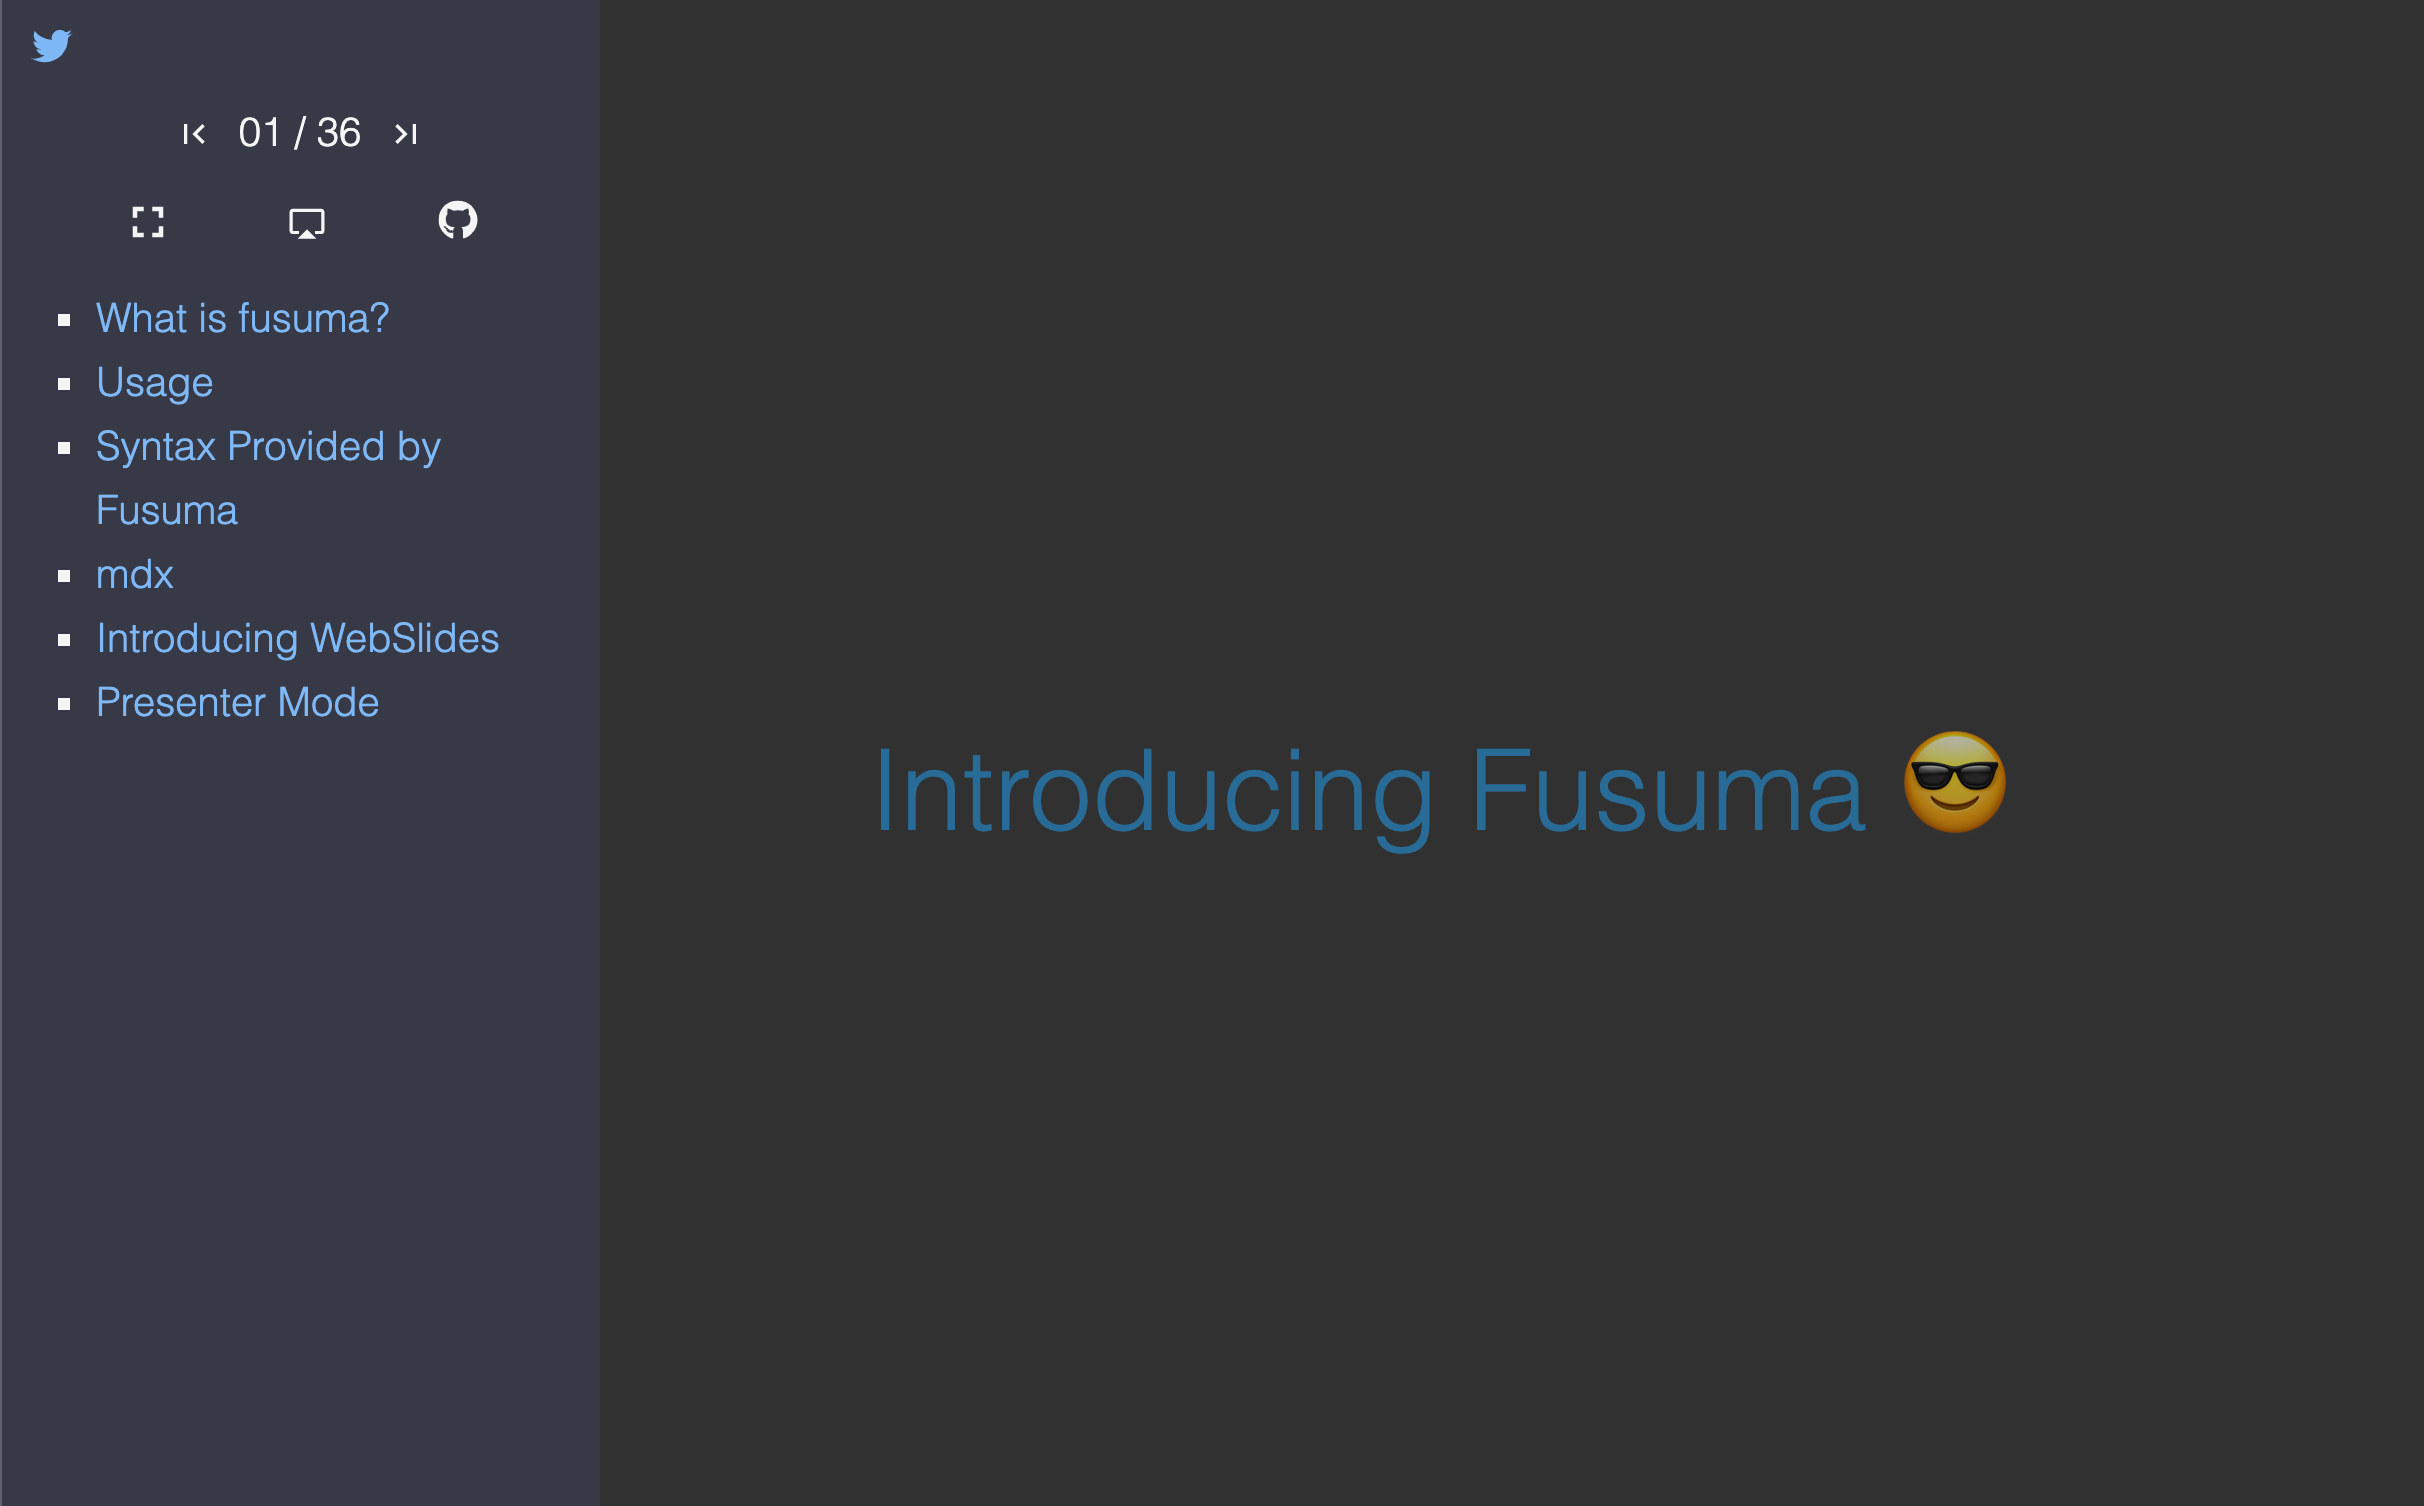 01 / 36
What is fusuma?
Usage
Syntax Provided by
Fusuma
mdx
Introducing WebSlides
Presenter Mode
Introducing Fusuma 😎